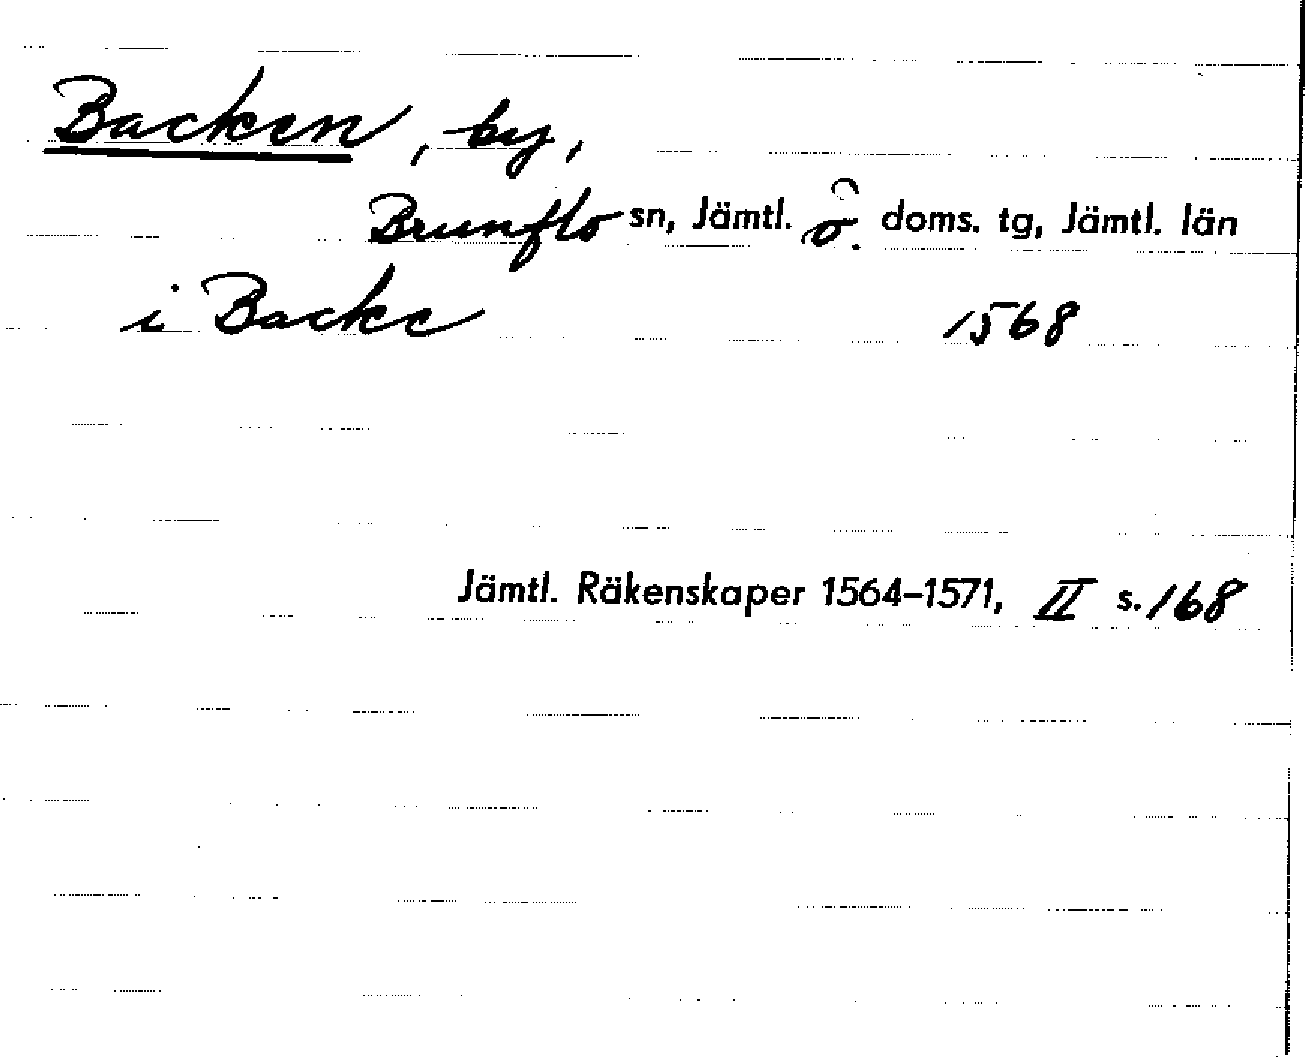 Backen, by,
Brunflo sn, Jämtl. ö. doms. tg, Jämtl. län
i Backe 1568
Jämtl. Räkenskaper 1564–1571, II s. 168